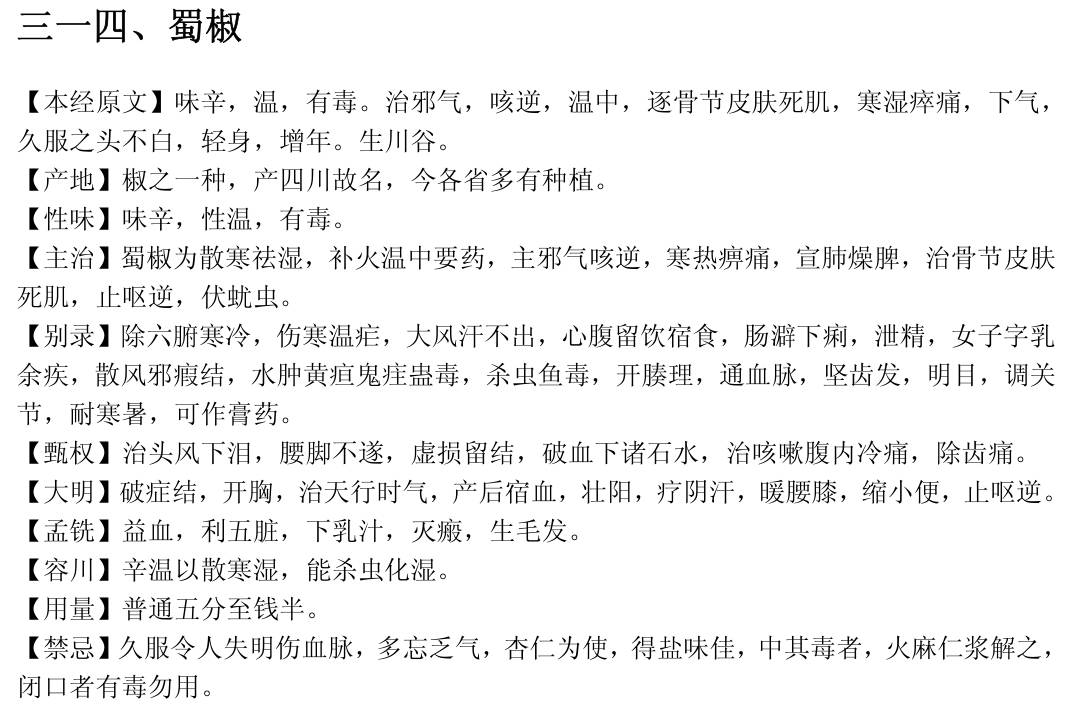 三一四、蜀椒
【本经原文】味辛，温，有毒。治邪气，咳逆，温中，逐骨节皮肤死肌，寒湿瘁痛，下气，
久服之头不白，轻身，增年。生川谷。
【产地】椒之一种，产四川故名，今各省多有种植。
【性味】味辛，性温，有毒。
【主治】蜀椒为散寒祛湿，补火温中要药，主邪气咳逆，寒热痹痛，宣肺燥脾，治骨节皮肤
死肌，止呕逆，伏蚘虫。
【别录】除六腑寒冷，伤寒温疟，大风汗不出，心腹留饮宿食，肠澼下痢，泄精，女子字乳
余疾，散风邪瘕结，水肿黄疸鬼疰蛊毒，杀虫鱼毒，开腠理，通血脉，坚齿发，明目，调关
节，耐寒暑，可作膏药。
【甄权】治头风下泪，腰脚不遂，虚损留结，破血下诸石水，治咳嗽腹内冷痛，除齿痛。
【大明】破症结，开胸，治天行时气，产后宿血，壮阳，疗阴汗，暖腰膝，缩小便，止呕逆。
【孟铣】益血，利五脏，下乳汁，灭瘢，生毛发。
【容川】辛温以散寒湿，能杀虫化湿。
【用量】普通五分至钱半。
【禁忌】久服令人失明伤血脉，多忘乏气，杏仁为使，得盐味佳，中其毒者，火麻仁浆解之，
闭口者有毒勿用。